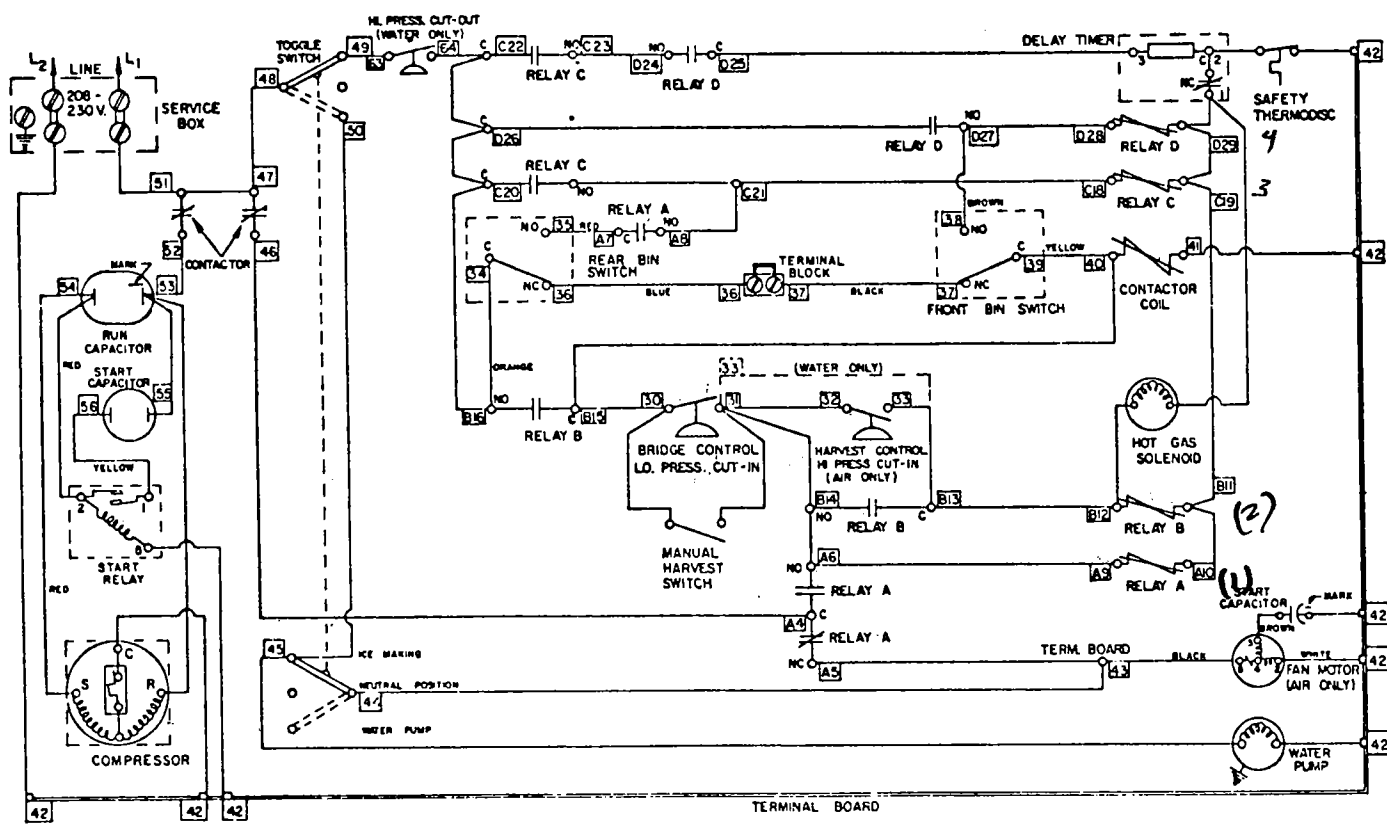 HI. PRESS. CUT-OUT
(WATER ONLY)
TOGGLE
SWITCH
49
63
64
C
C22
NO
C23
RELAY C
NO
D24
C
D25
RELAY D
DELAY TIMER
3
C
2
NC
42
SAFETY
THERMODISC
4
L2
LINE
L1
208 -
230 V.
SERVICE
BOX
48
50
C
D26
NO
D27
RELAY D
D28
RELAY D
D29
51
47
C
C20
RELAY C
NO
C21
C18
RELAY C
C19
3
52
CONTACTOR
46
NO
35
RED
A7
C
RELAY A
NO
A8
REAR BIN
SWITCH
BROWN
38
NO
C
34
NC
36
BLUE
36
TERMINAL
BLOCK
37
BLACK
37
NC
FRONT BIN SWITCH
C
39
YELLOW
40
41
CONTACTOR
COIL
42
MARK
54
53
RUN
CAPACITOR
RED
START
CAPACITOR
56
55
YELLOW
2
1
6
START
RELAY
RED
ORANGE
B16
NO
RELAY B
C
B15
30
31
33
(WATER ONLY)
32
33
BRIDGE CONTROL
LO. PRESS. CUT-IN
HARVEST CONTROL
HI PRESS CUT-IN
(AIR ONLY)
HOT GAS
SOLENOID
MANUAL
HARVEST
SWITCH
B14
NO
RELAY B
C
B13
B12
RELAY B
B11
(2)
A6
NO
RELAY A
A9
RELAY A
A10
(1)
C
A4
RELAY A
NC
A5
START
CAPACITOR
MARK
42
BROWN
TERM. BOARD
43
BLACK
WHITE
42
FAN MOTOR
(AIR ONLY)
45
ICE MAKING
NEUTRAL POSITION
44
WATER PUMP
C
S
R
COMPRESSOR
WATER
PUMP
42
42
42
42
TERMINAL BOARD